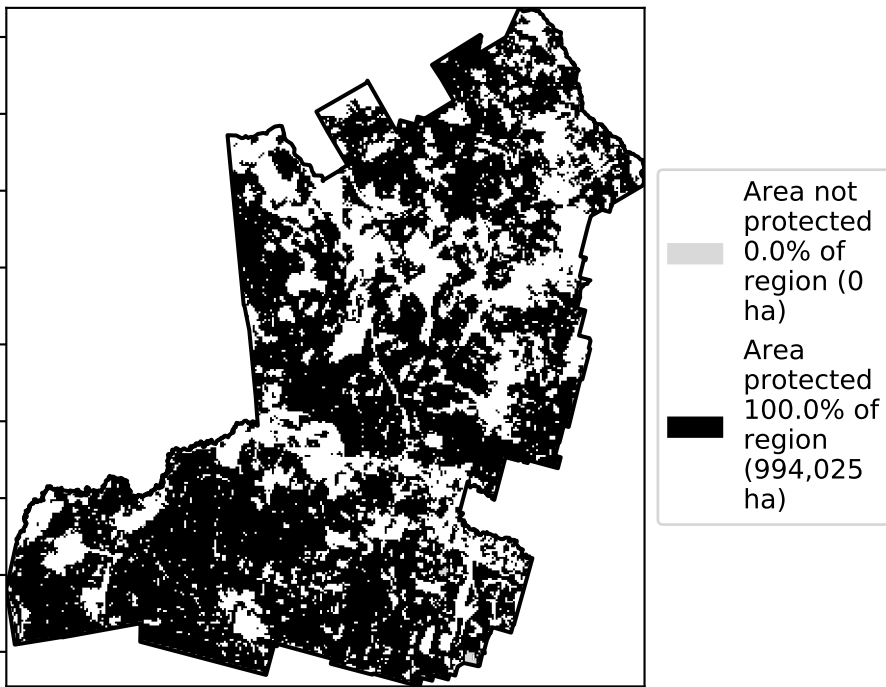 Area not
protected
0.0% of
region (0
ha)
Area
protected
100.0% of
region
(994,025
ha)